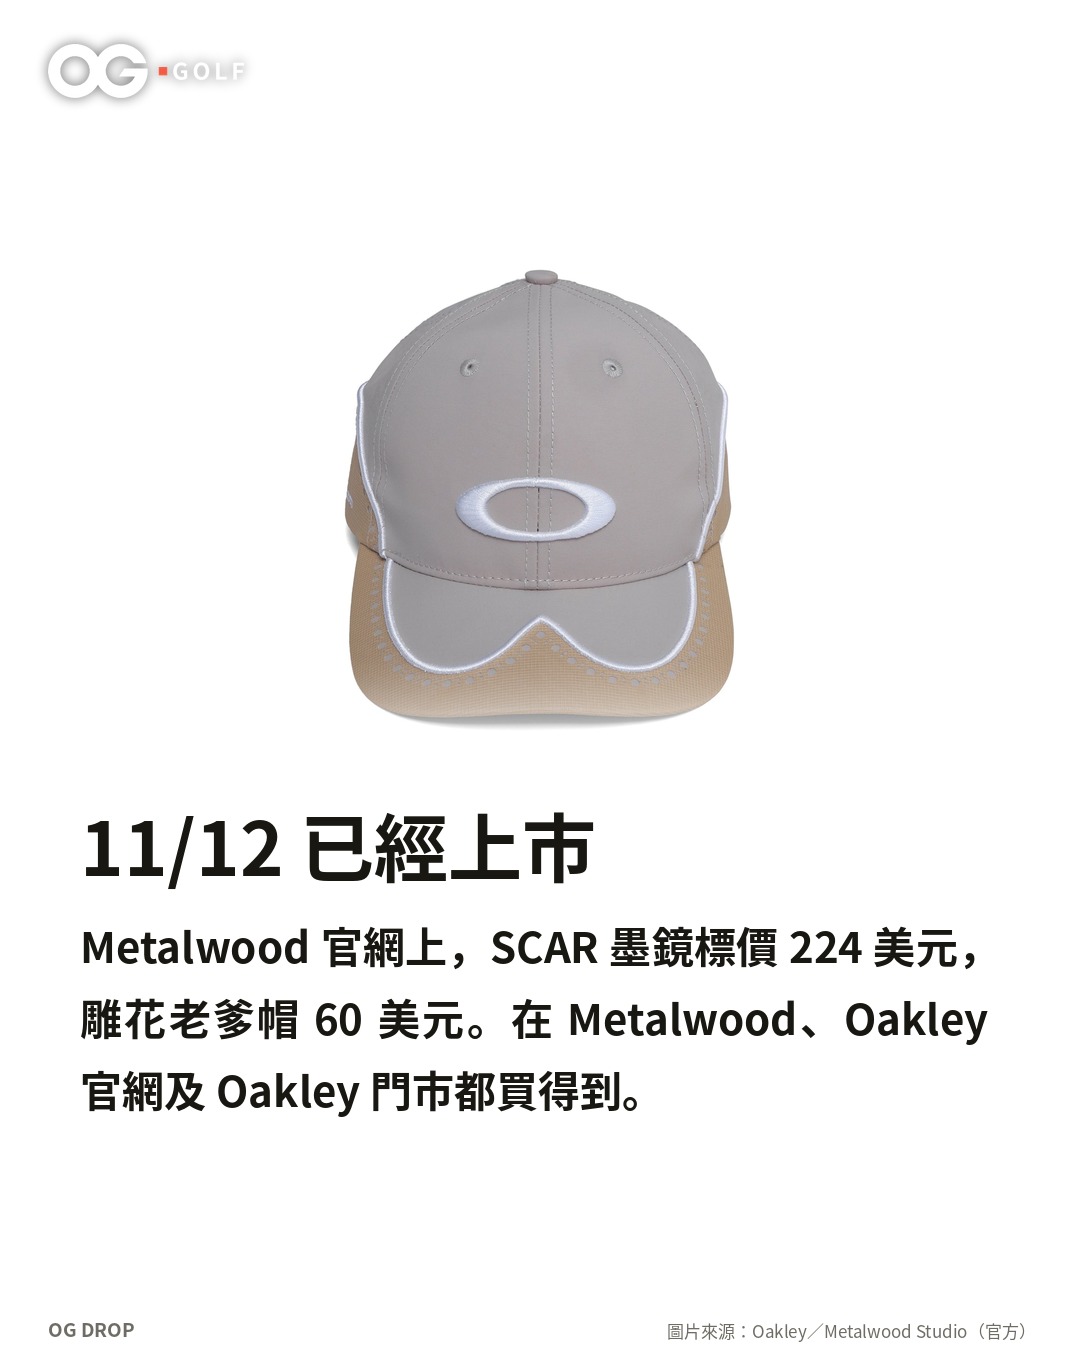 OG GOLF
11/12 已經上市
Metalwood 官網上，SCAR 墨鏡標價 224 美元，
雕花老爹帽 60 美元。在 Metalwood、Oakley
官網及 Oakley 門市都買得到。
OG DROP
圖片來源：Oakley／Metalwood Studio（官方）